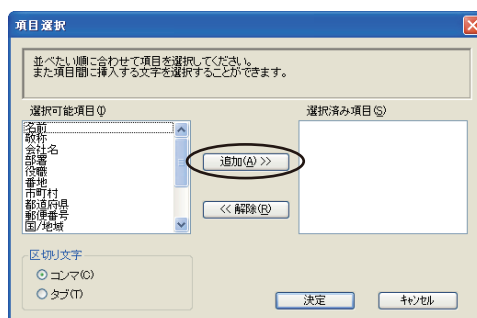 項目選択
並べたい順に合わせて項目を選択してください。
また項目間に挿入する文字を選択することができます。
選択可能項目(I)
名前
敬称
会社名
部署
役職
番地
市町村
都道府県
郵便番号
国/地域
追加(A) >>
<< 解除(R)
選択済み項目(S)
区切り文字
コンマ(C)
タブ(T)
決定
キャンセル